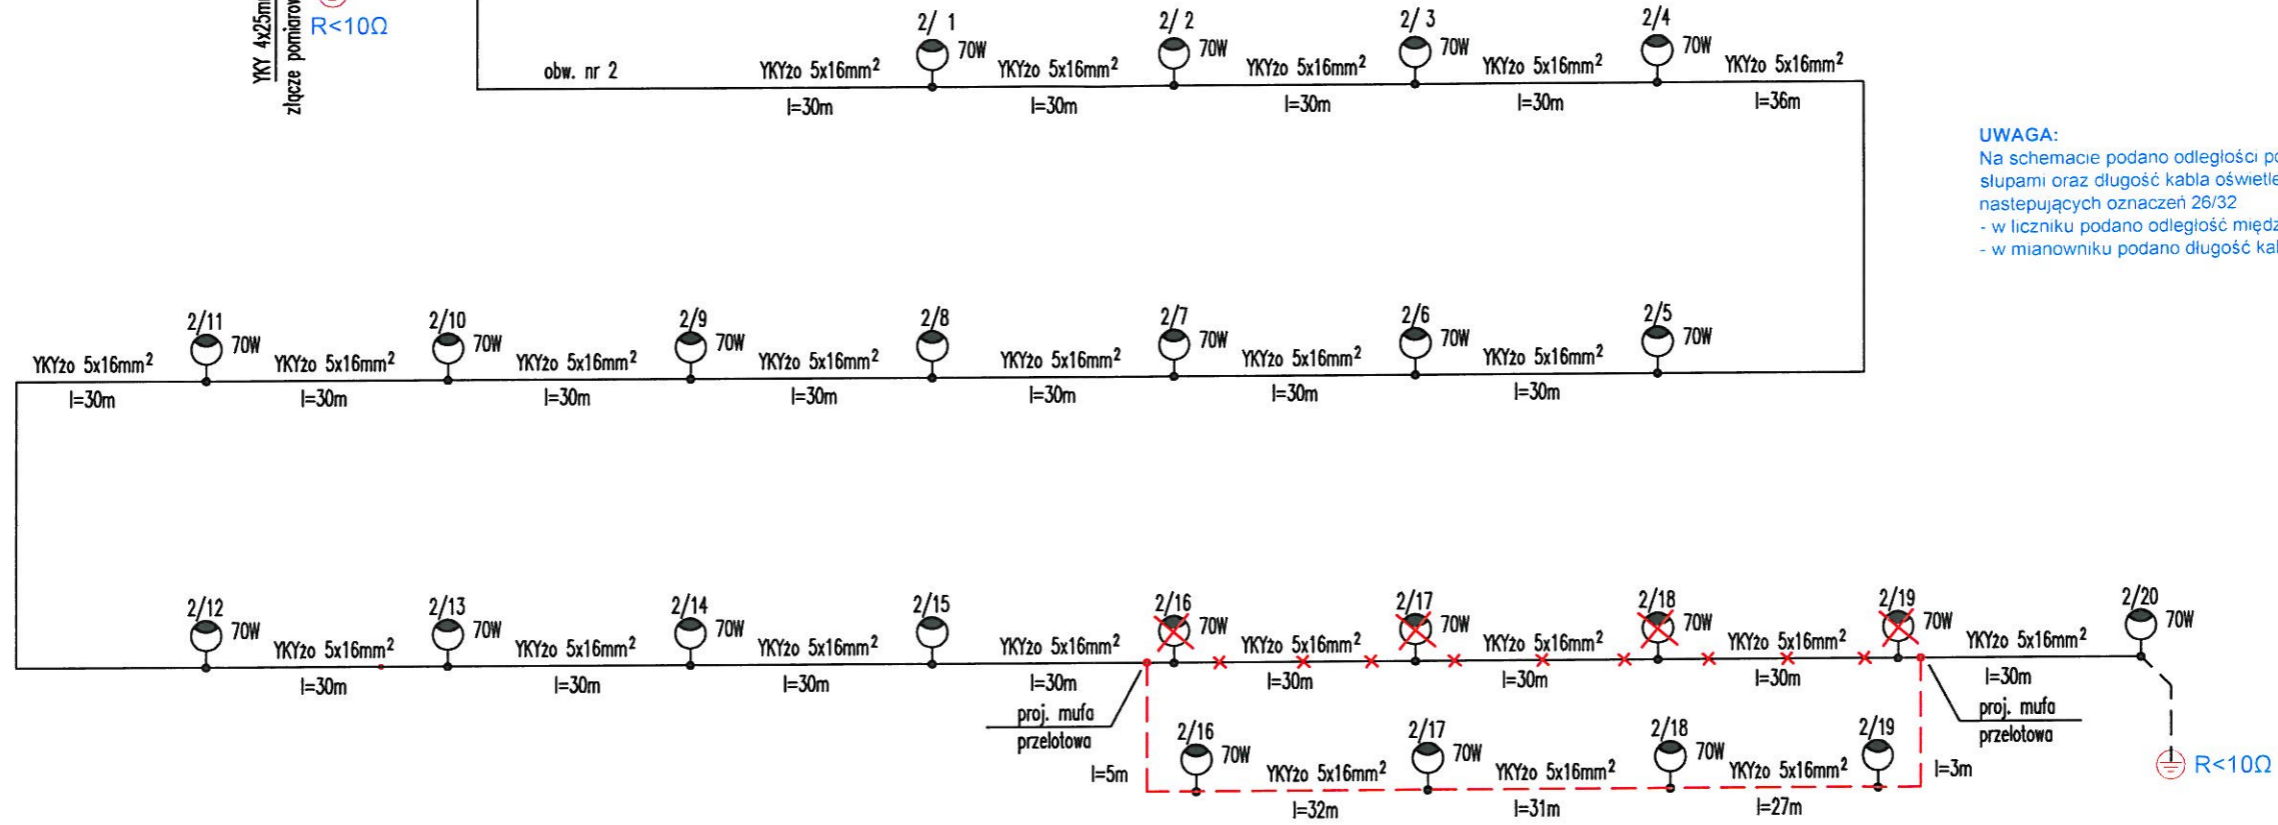 YKY 4x25m
złącze pomiarow
R<10Ω
obw. nr 2
YKYżo 5x16mm²
l=30m
2/ 1
70W
YKYżo 5x16mm²
l=30m
2/ 2
70W
YKYżo 5x16mm²
l=30m
2/ 3
70W
YKYżo 5x16mm²
l=30m
2/4
70W
YKYżo 5x16mm²
l=36m
UWAGA:
Na schemacie podano odległości
słupami oraz długość kabla
nastepujących oznaczeń 26/32
- w liczniku podano odległość
- w mianowniku podano długość
YKYżo 5x16mm²
l=30m
2/11
70W
YKYżo 5x16mm²
l=30m
2/10
70W
YKYżo 5x16mm²
l=30m
2/9
70W
YKYżo 5x16mm²
l=30m
2/8
YKYżo 5x16mm²
l=30m
2/7
70W
YKYżo 5x16mm²
l=30m
2/6
70W
YKYżo 5x16mm²
l=30m
2/5
70W
2/12
70W
YKYżo 5x16mm²
l=30m
2/13
70W
YKYżo 5x16mm²
l=30m
2/14
70W
YKYżo 5x16mm²
l=30m
2/15
YKYżo 5x16mm²
l=30m
2/16
70W
YKYżo 5x16mm²
l=30m
2/17
70W
YKYżo 5x16mm²
l=30m
2/18
70W
YKYżo 5x16mm²
l=30m
2/19
70W
YKYżo 5x16mm²
l=30m
2/20
70W
proj. mufa
przelotowa
l=5m
2/16
70W
YKYżo 5x16mm²
l=32m
2/17
70W
YKYżo 5x16mm²
l=31m
2/18
70W
YKYżo 5x16mm²
l=27m
2/19
l=3m
proj. mufa
przelotowa
R<10Ω